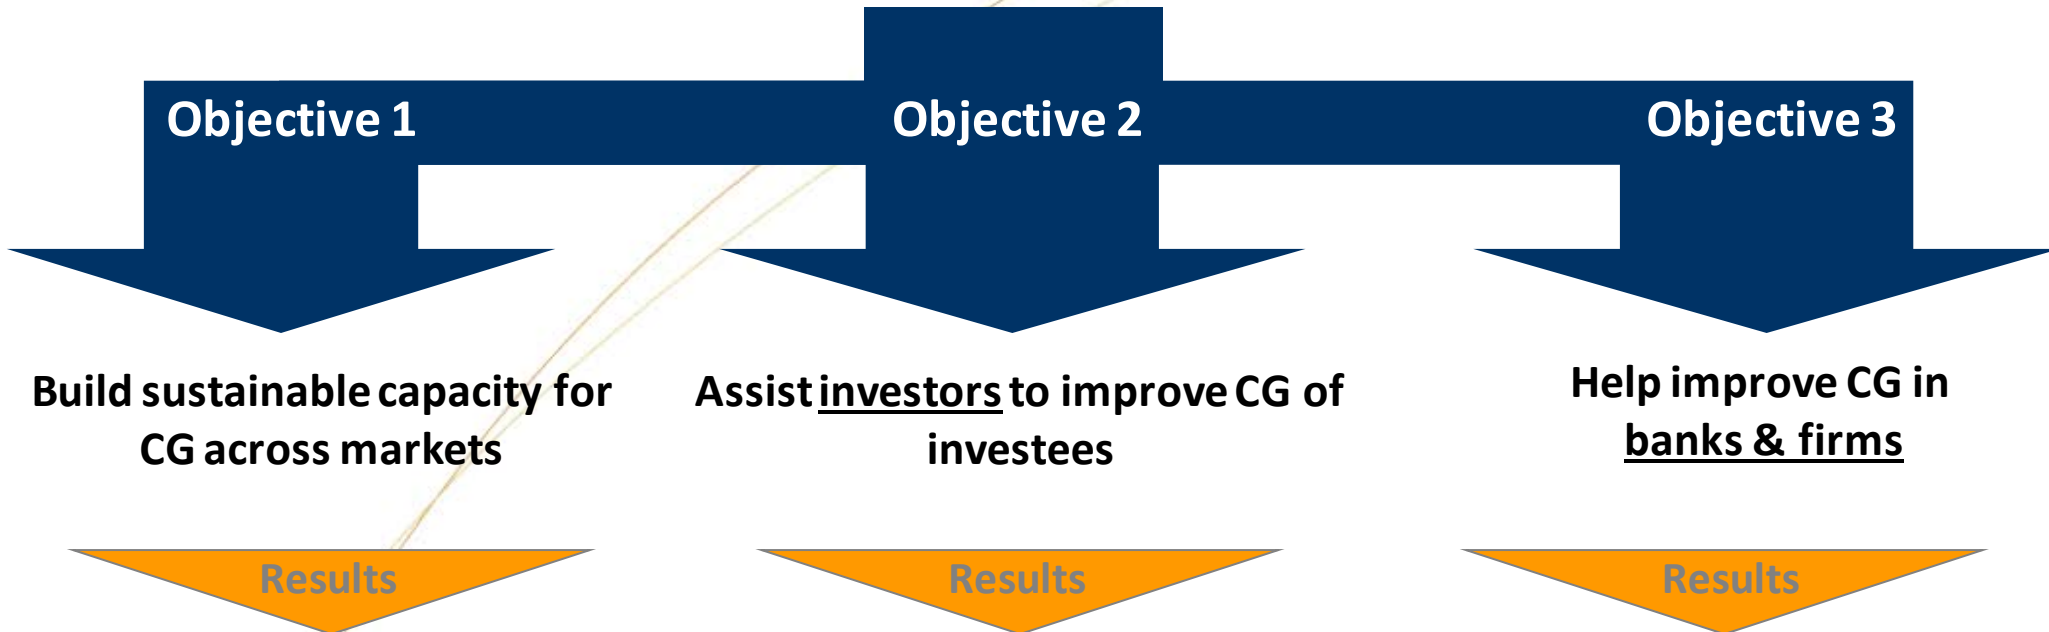 Objective 1
Objective 2
Objective 3
Build sustainable capacity for
CG across markets
Assist investors to improve CG of
investees
Help improve CG in
banks & firms
Results
Results
Results